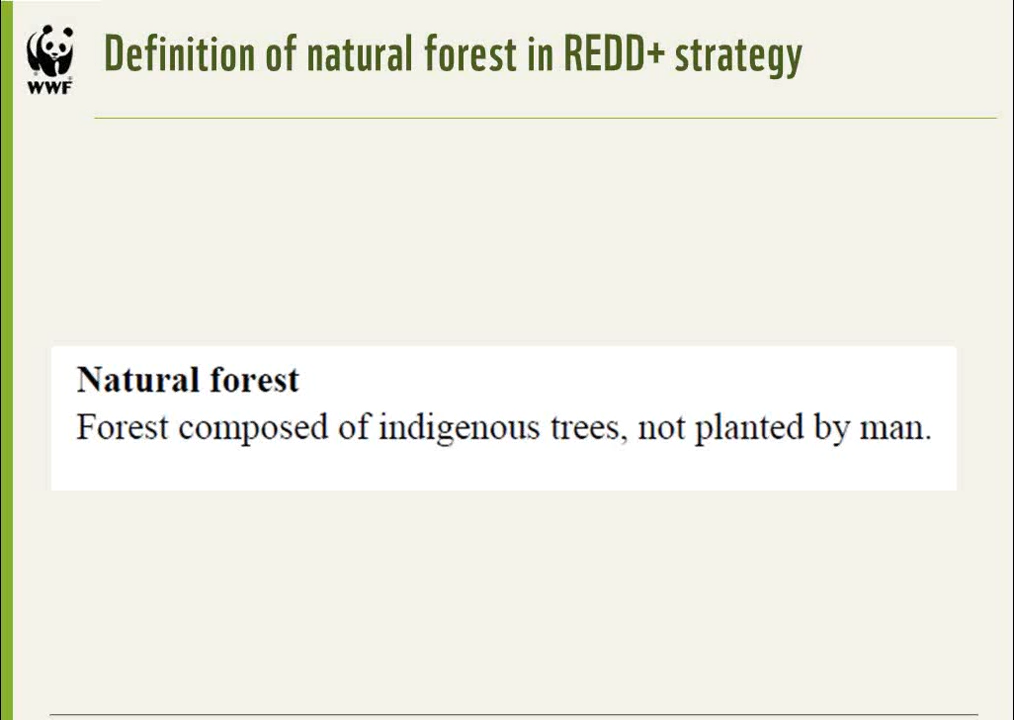 WWF
Definition of natural forest in REDD+ strategy
Natural forest
Forest composed of indigenous trees, not planted by man.